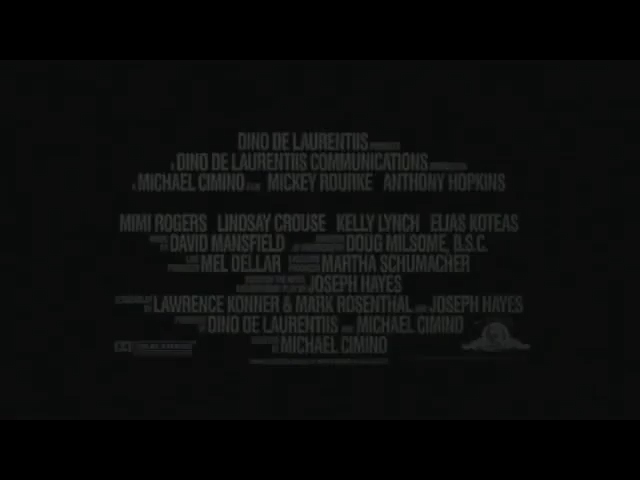 DINO DE LAURENTIIS
A DINO DE LAURENTIIS COMMUNICATIONS
A MICHAEL CIMINO MICKEY ROURKE ANTHONY HOPKINS
MIMI ROGERS LINDSAY CROUSE KELLY LYNCH ELIAS KOTEAS
DAVID MANSFIELD DOUG MILSOME, B.S.C.
MEL DELLAR MARTHA SCHUMACHER
JOSEPH HAYES
LAWRENCE KONNER & MARK ROSENTHAL AND JOSEPH HAYES
DINO DE LAURENTIIS AND MICHAEL CIMINO
MICHAEL CIMINO